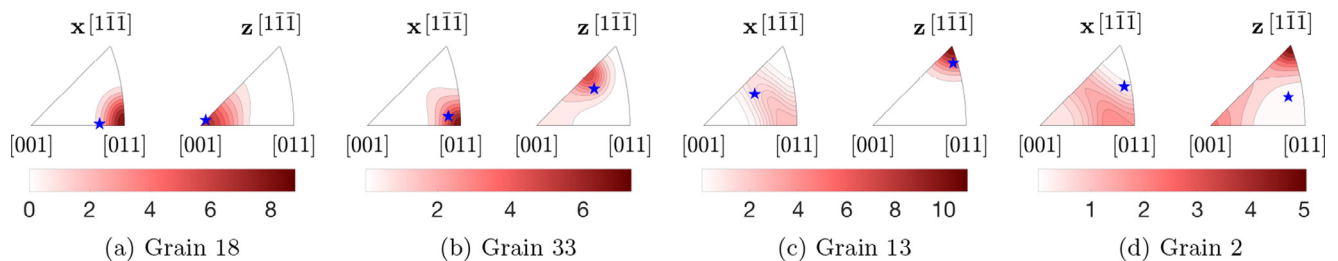 x [11̄1̄] z [11̄1̄] x [11̄1̄] z [11̄1̄] x [11̄1̄] z [11̄1̄] x [11̄1̄] z [11̄1̄]
[001] [011] [001] [011] [001] [011] [001] [011] [001] [011] [001] [011] [001] [011] [001] [011]
0 2 4 6 8 2 4 6 2 4 6 8 10 1 2 3 4 5
(a) Grain 18 (b) Grain 33 (c) Grain 13 (d) Grain 2